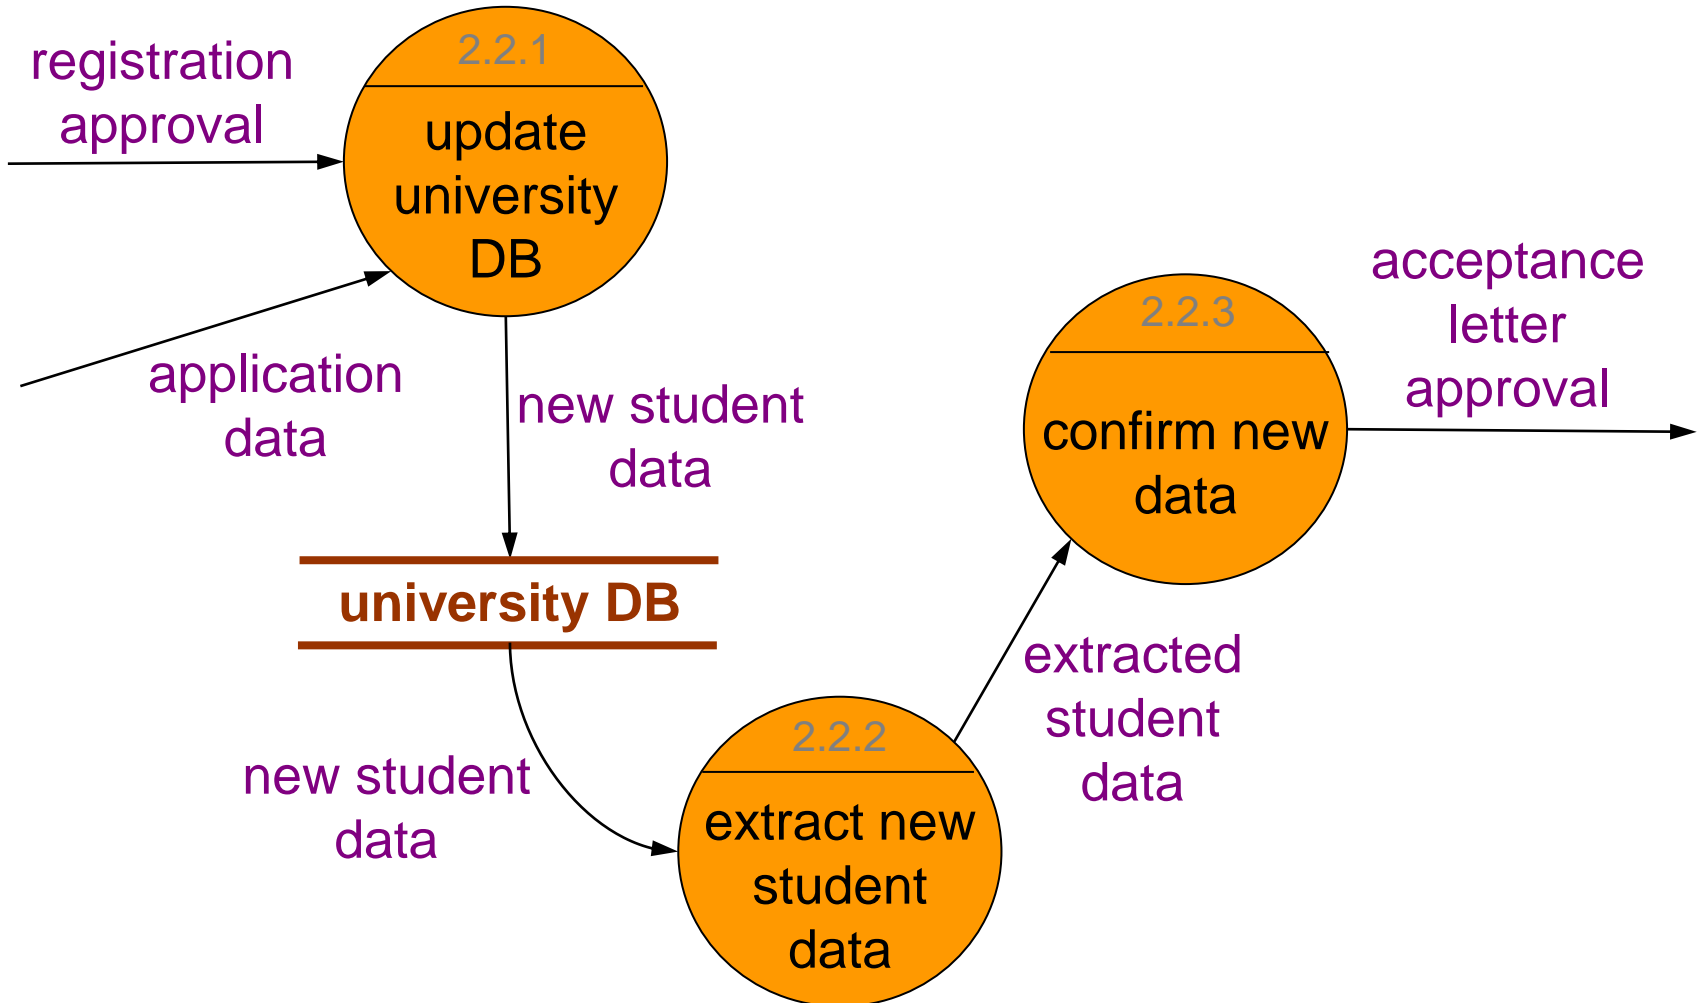 registration
approval
2.2.1
update
university
DB
application
data
new student
data
university DB
new student
data
2.2.2
extract new
student
data
extracted
student
data
2.2.3
confirm new
data
acceptance
letter
approval